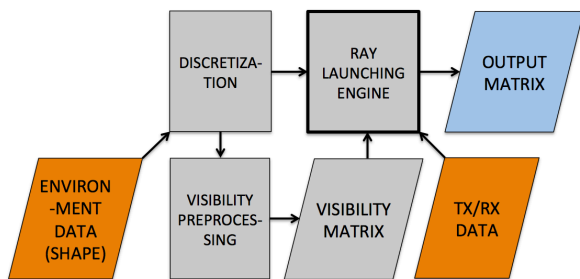 DISCRETIZA-
TION
RAY
LAUNCHING
ENGINE
OUTPUT
MATRIX
ENVIRON
-MENT
DATA
(SHAPE)
VISIBILITY
PREPROCES-
SING
VISIBILITY
MATRIX
TX/RX
DATA